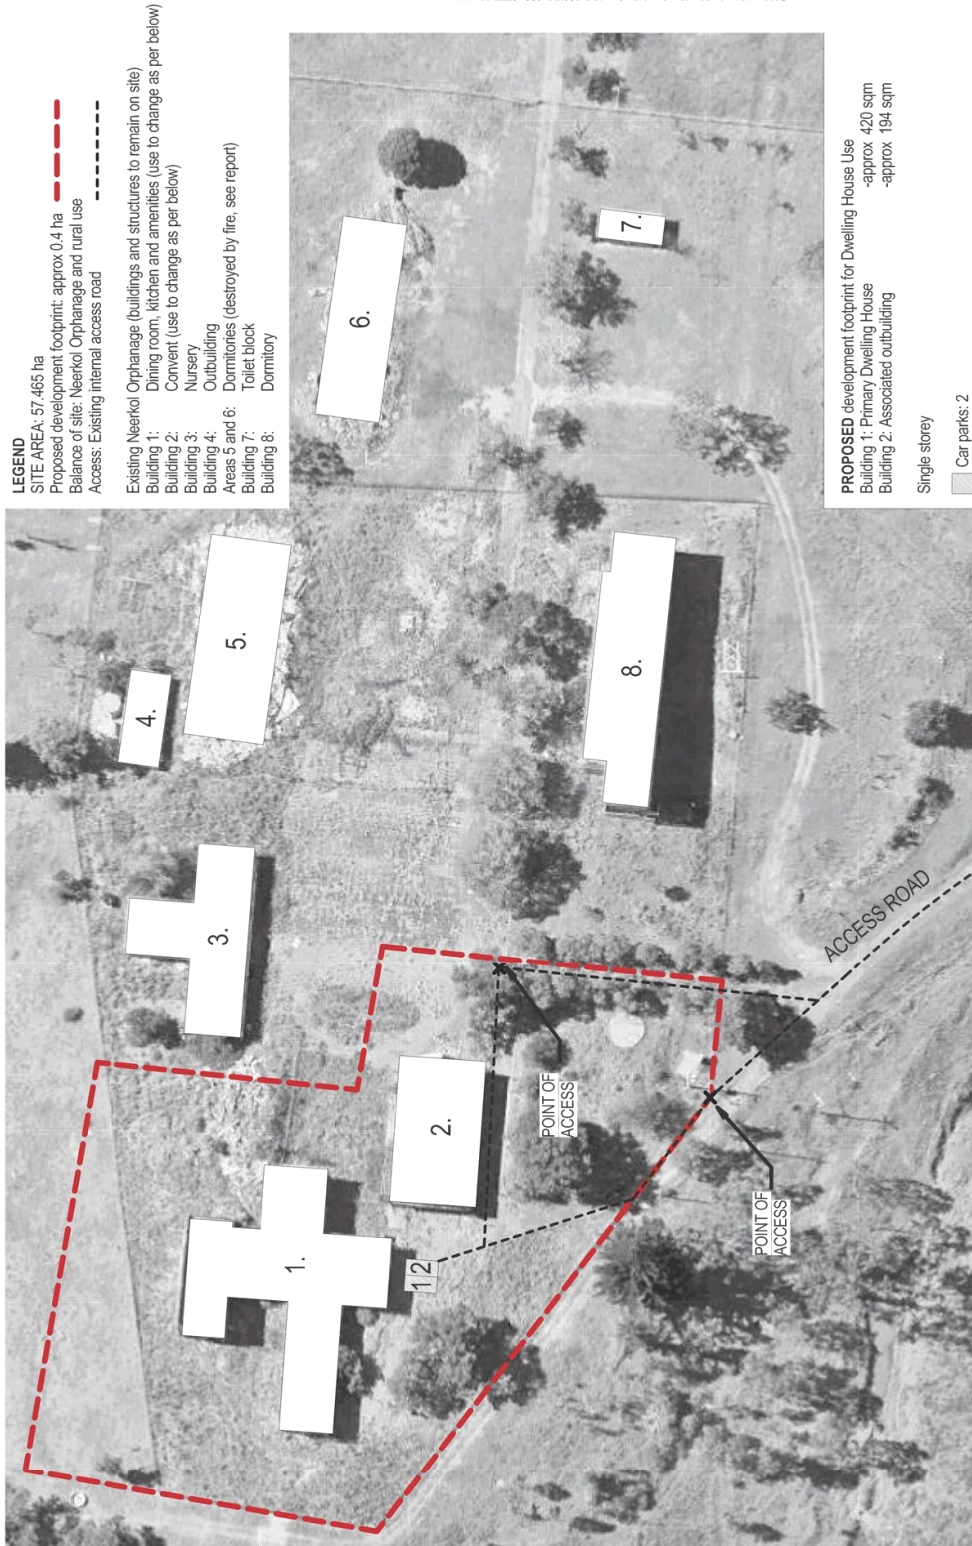 LEGEND
SITE AREA: 57.465 ha
Proposed development footprint: approx 0.4 ha
Balance of site: Neerkol Orphanage and rural use
Access: Existing internal access road
Existing Neerkol Orphanage (buildings and structures to remain on site)
Building 1: Dining room, kitchen and amenities (use to change as per below)
Building 2: Convent (use to change as per below)
Building 3: Nursery
Building 4: Outbuilding
Areas 5 and 6: Dormitories (destroyed by fire, see report)
Building 7: Toilet block
Building 8: Dormitory
6.
7.
5.
4.
8.
3.
2.
1.
1 2
POINT OF
ACCESS
POINT OF
ACCESS
ACCESS ROAD
PROPOSED development footprint for Dwelling House Use
Building 1: Primary Dwelling House -approx 420 sqm
Building 2: Associated outbuilding -approx 194 sqm
Single storey
Car parks: 2